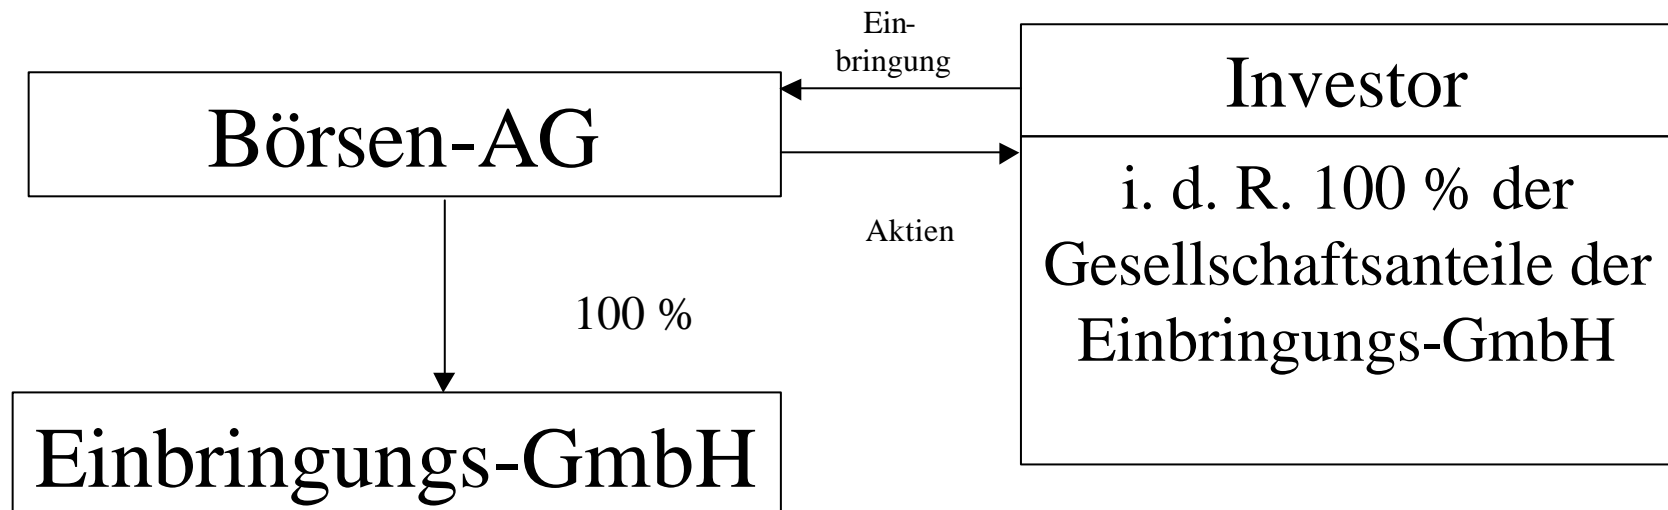 Ein-
bringung
Börsen-AG
Investor
i. d. R. 100 % der
Gesellschaftsanteile der
Einbringungs-GmbH
Aktien
100 %
Einbringungs-GmbH